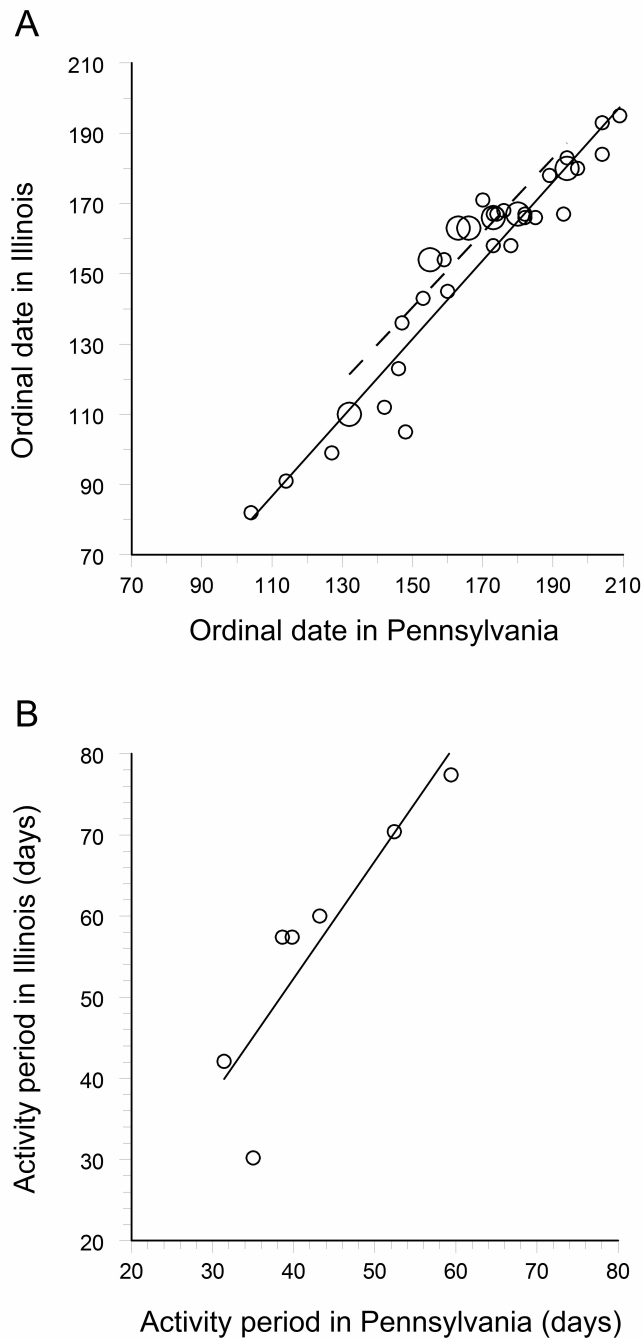 A
210
190
170
150
130
110
90
70
Ordinal date in Illinois
70 90 110 130 150 170 190 210
Ordinal date in Pennsylvania
B
80
70
60
50
40
30
20
Activity period in Illinois (days)
20 30 40 50 60 70 80
Activity period in Pennsylvania (days)